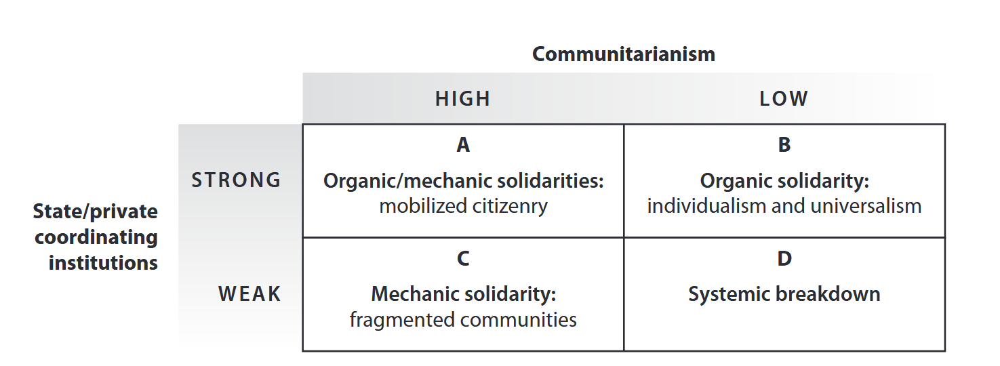 Communitarianism
HIGH
LOW
State/private
coordinating
institutions
STRONG
A
Organic/mechanic solidarities:
mobilized citizenry
B
Organic solidarity:
individualism and universalism
WEAK
C
Mechanic solidarity:
fragmented communities
D
Systemic breakdown